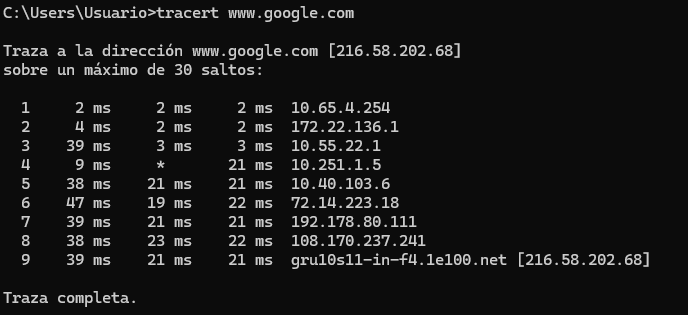 C:\Users\Usuario>tracert www.google.com
Traza a la dirección www.google.com [216.58.202.68]
sobre un máximo de 30 saltos:
1 2 ms 2 ms 2 ms 10.65.4.254
2 4 ms 2 ms 2 ms 172.22.136.1
3 39 ms 3 ms 3 ms 10.55.22.1
4 9 ms * 21 ms 10.251.1.5
5 38 ms 21 ms 21 ms 10.40.103.6
6 47 ms 19 ms 22 ms 72.14.223.18
7 39 ms 21 ms 21 ms 192.178.80.111
8 38 ms 23 ms 22 ms 108.170.237.241
9 39 ms 21 ms 21 ms gru10s11-in-f4.1e100.net [216.58.202.68]
Traza completa.